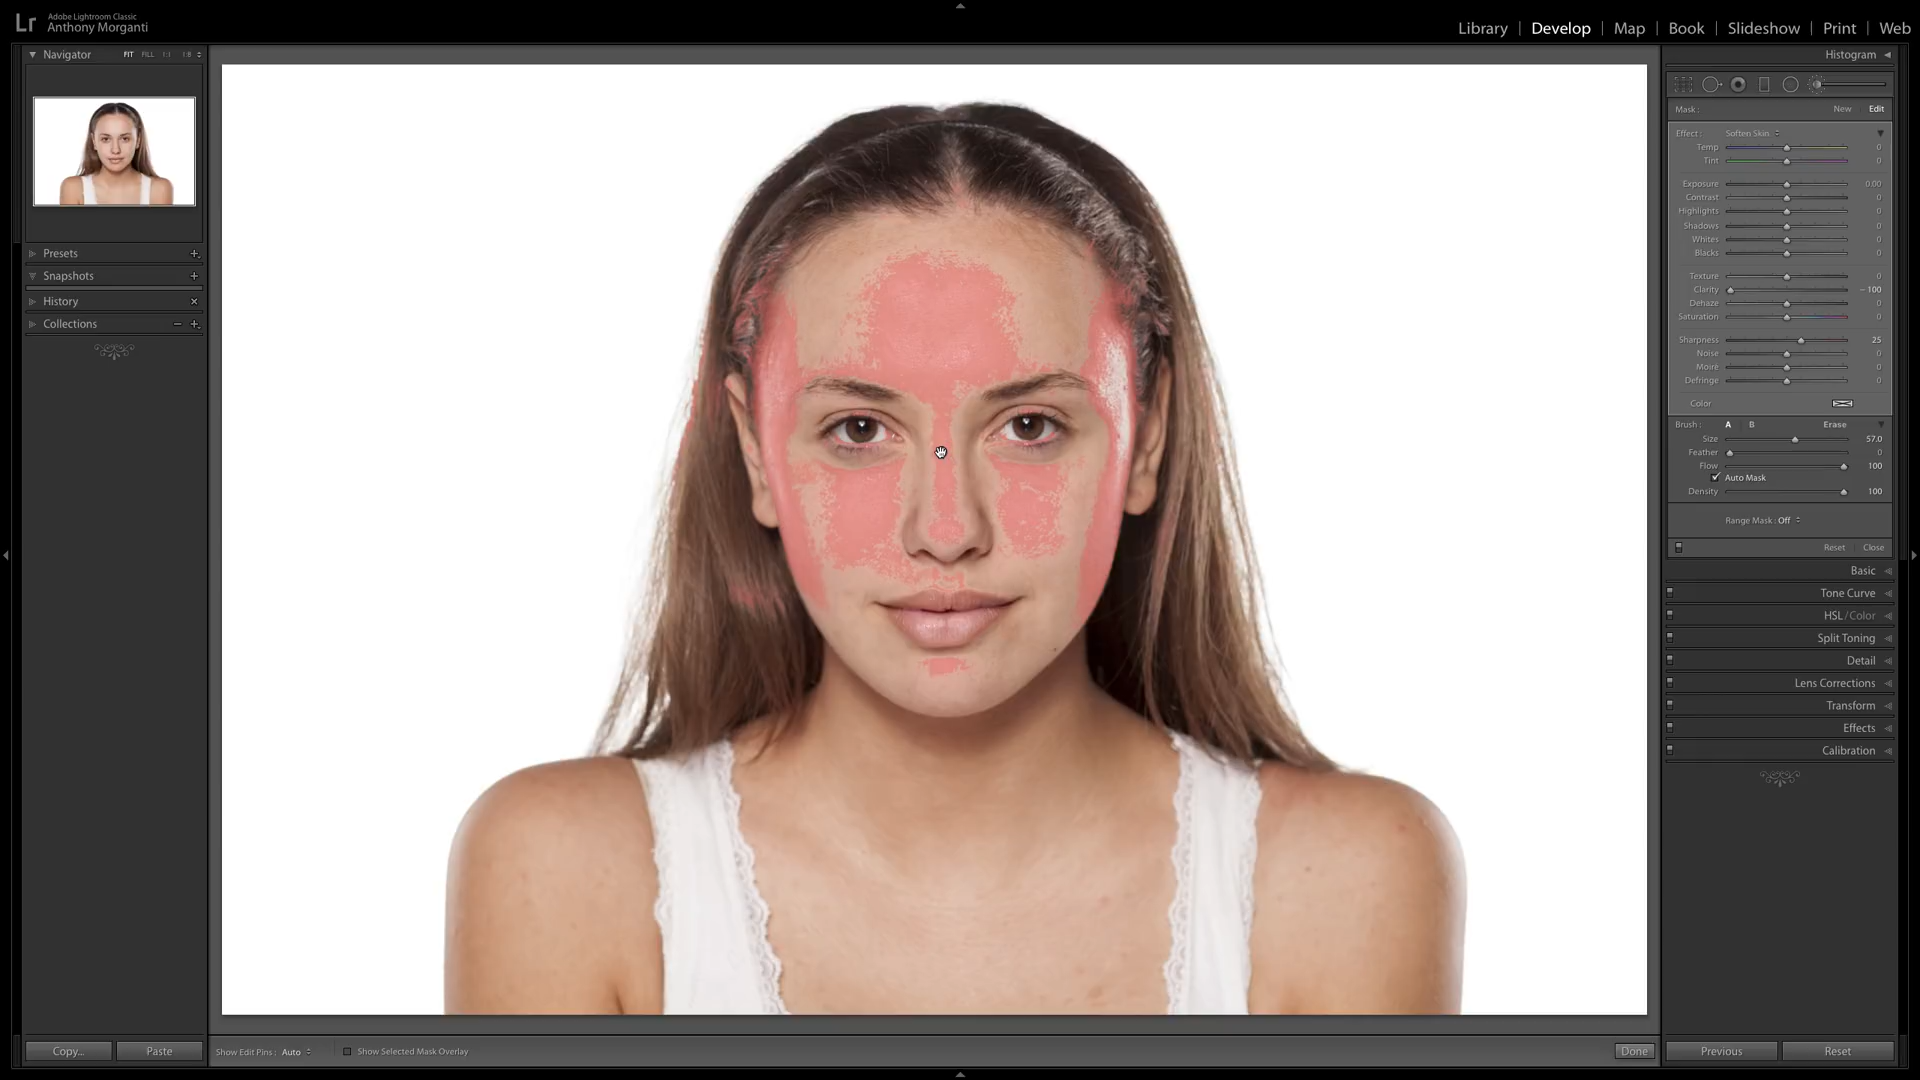 Lr Adobe Lightroom Classic
Anthony Morganti
Library | Develop | Map | Book | Slideshow | Print | Web
Navigator FIT FILL 1:1 1:8
Presets
Snapshots
History
Collections
Copy...
Paste
Show Edit Pins : Auto
Show Selected Mask Overlay
Done
Histogram
Mask : New Edit
Effect : Soften Skin
Temp 0
Tint 0
Exposure 0.00
Contrast 0
Highlights 0
Shadows 0
Whites 0
Blacks 0
Texture 0
Clarity – 100
Dehaze 0
Saturation 0
Sharpness 25
Noise 0
Moiré 0
Defringe 0
Color
Brush : A B Erase
Size 57.0
Feather 0
Flow 100
Auto Mask
Density 100
Range Mask : Off
Reset Close
Basic
Tone Curve
HSL / Color
Split Toning
Detail
Lens Corrections
Transform
Effects
Calibration
Previous
Reset